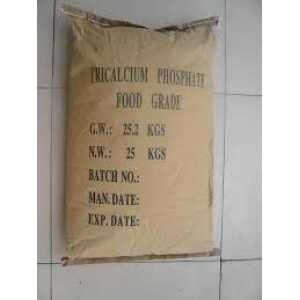 TRICALCIUM PHOSPHATE
FOOD GRADE
G.W.: 25.2 KGS
N.W.: 25 KGS
BATCH NO.:
MAN.DATE:
EXP.DATE: